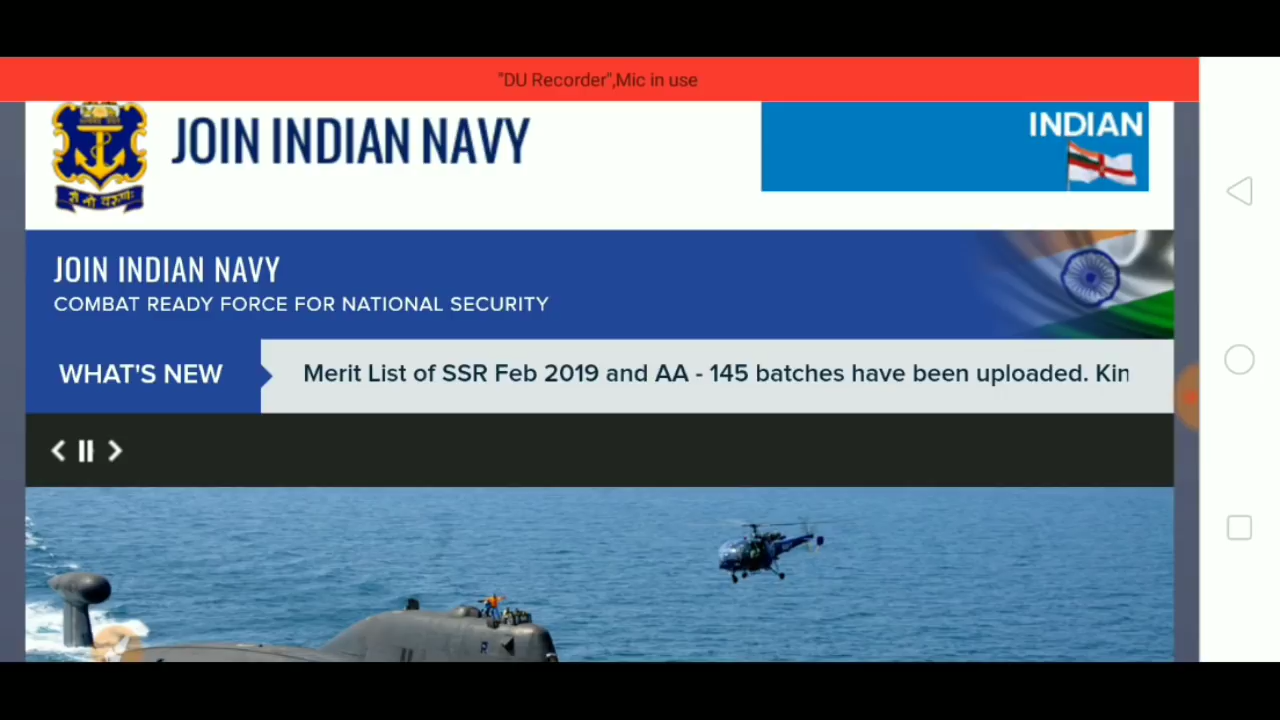 "DU Recorder",Mic in use
JOIN INDIAN NAVY
INDIAN
शं नो वरुणः
JOIN INDIAN NAVY
COMBAT READY FORCE FOR NATIONAL SECURITY
WHAT'S NEW
Merit List of SSR Feb 2019 and AA - 145 batches have been uploaded. Kin